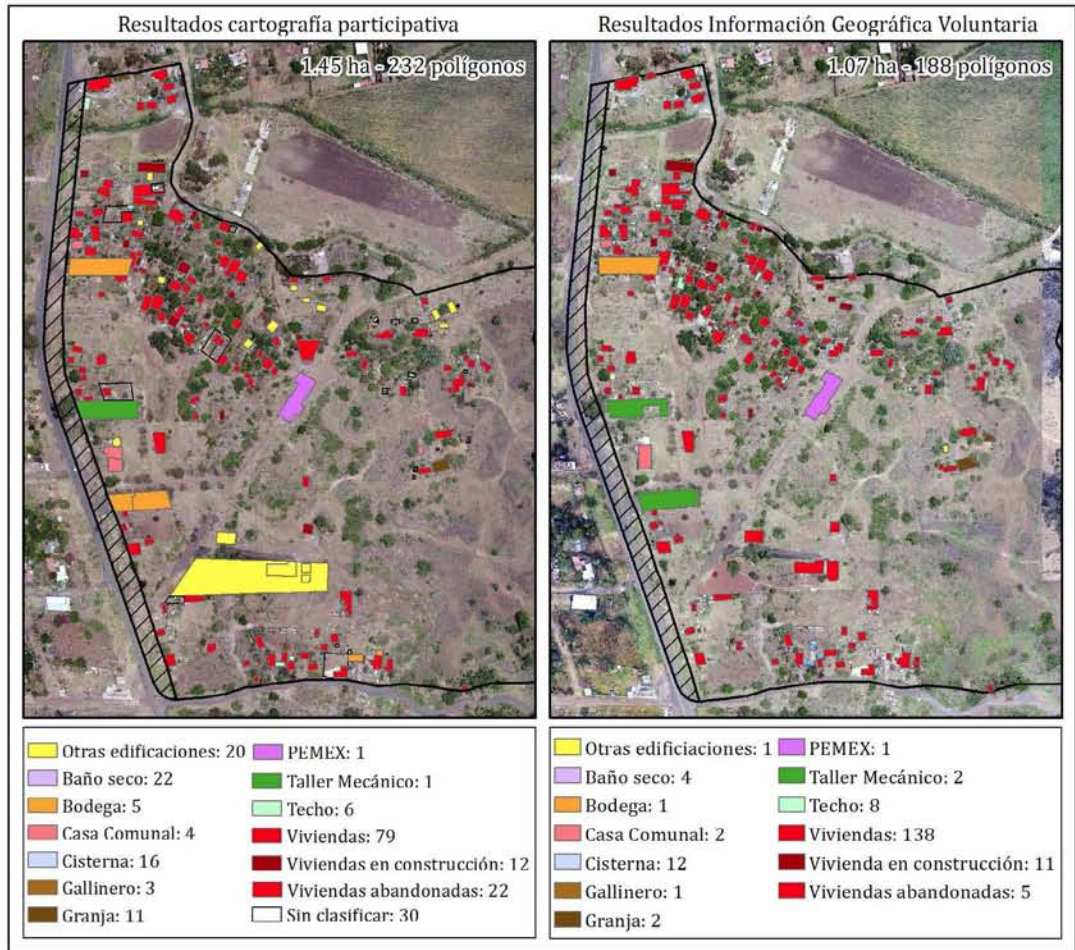 Resultados cartografía participativa
1.45 ha - 232 polígonos
Otras edificaciones: 20
Baño seco: 22
Bodega: 5
Casa Comunal: 4
Cisterna: 16
Gallinero: 3
Granja: 11
PEMEX: 1
Taller Mecánico: 1
Techo: 6
Viviendas: 79
Viviendas en construcción: 12
Viviendas abandonadas: 22
Sin clasificar: 30
Resultados Información Geográfica Voluntaria
1.07 ha - 188 polígonos
Otras edificiaciones: 1
Baño seco: 4
Bodega: 1
Casa Comunal: 2
Cisterna: 12
Gallinero: 1
Granja: 2
PEMEX: 1
Taller Mecánico: 2
Techo: 8
Viviendas: 138
Vivienda en construcción: 11
Viviendas abandonadas: 5